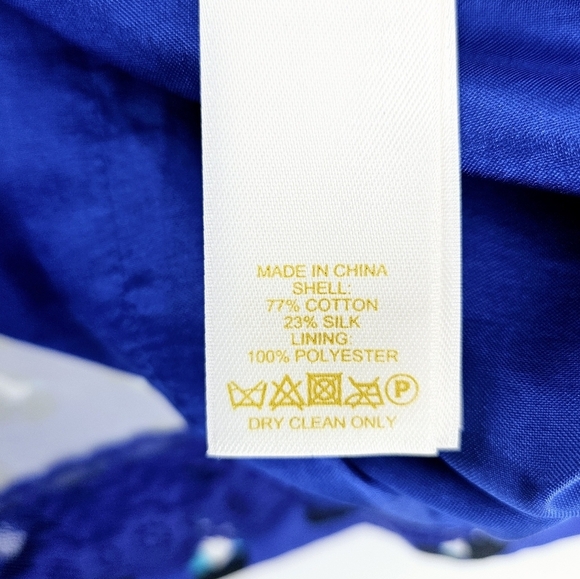 MADE IN CHINA
SHELL:
77% COTTON
23% SILK
LINING:
100% POLYESTER
P
DRY CLEAN ONLY